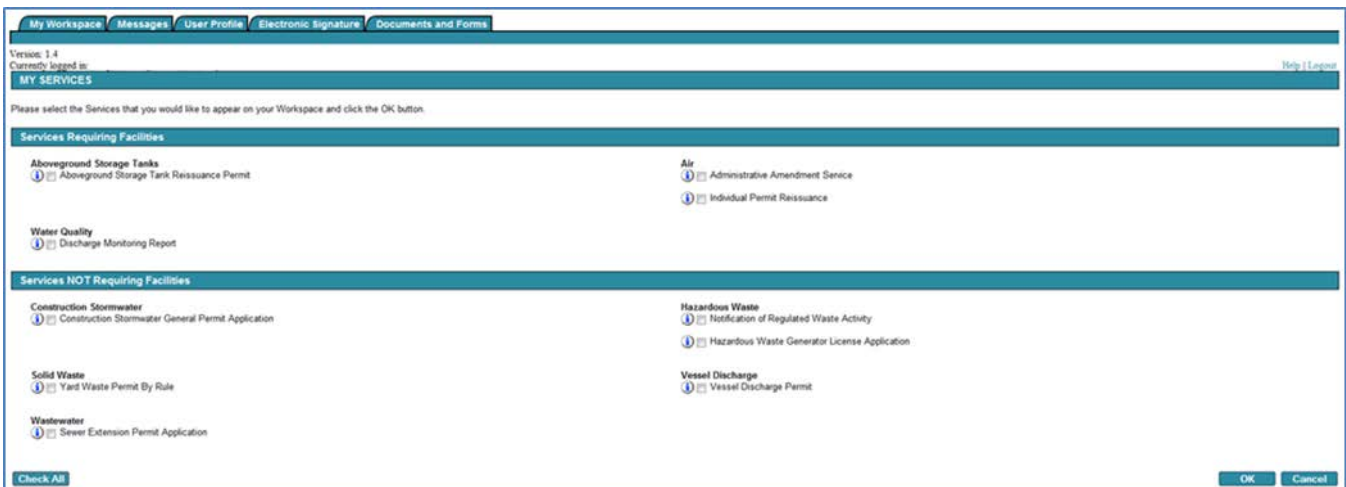 My Workspace Messages User Profile Electronic Signature Documents and Forms
Version: 1.4
Currently logged in:
Help | Logout
MY SERVICES
Please select the Services that you would like to appear on your Workspace and click the OK button.
Services Requiring Facilities
Aboveground Storage Tanks
Aboveground Storage Tank Reissuance Permit
Air
Administrative Amendment Service
Individual Permit Reissuance
Water Quality
Discharge Monitoring Report
Services NOT Requiring Facilities
Construction Stormwater
Construction Stormwater General Permit Application
Hazardous Waste
Notification of Regulated Waste Activity
Hazardous Waste Generator License Application
Solid Waste
Yard Waste Permit By Rule
Vessel Discharge
Vessel Discharge Permit
Wastewater
Sewer Extension Permit Application
Check All
OK Cancel